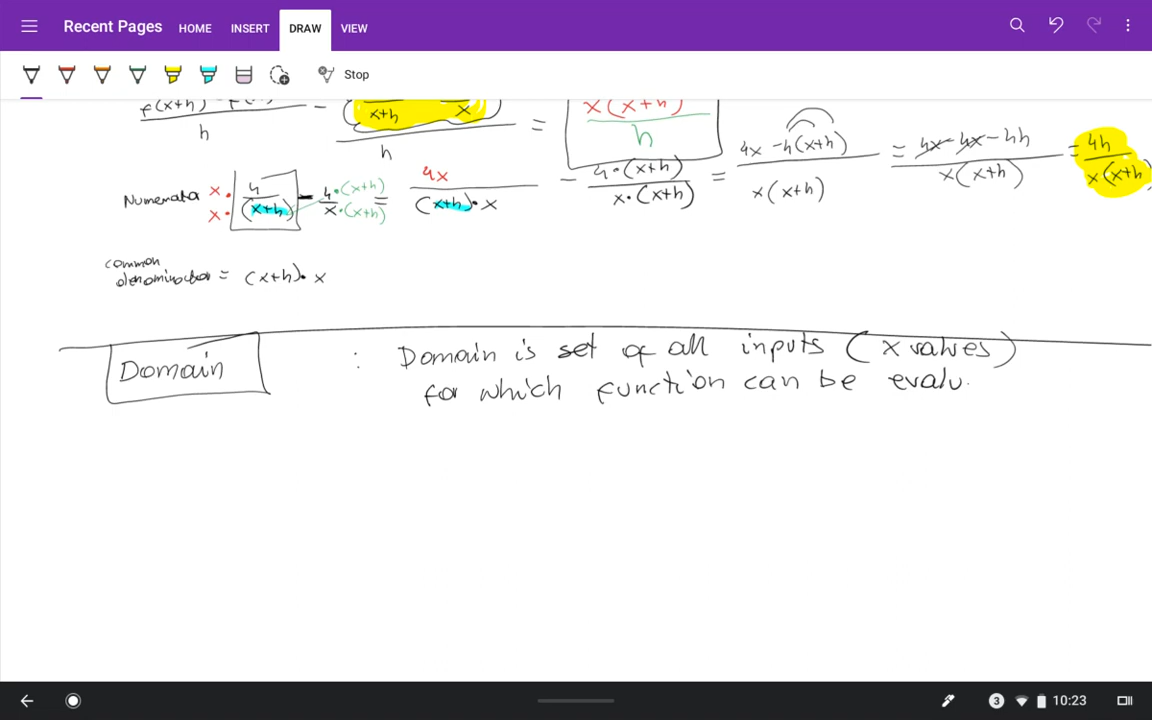 Recent Pages HOME INSERT DRAW VIEW
Stop
f(x+h) - f( ) / h = x+h x / h = x(x+h) / h
Numerator x • 4 / x • (x+h) - 4 • (x+h) / x • (x+h) = 4x / (x+h) • x - 4 • (x+h) / x • (x+h) = 4x - 4(x+h) / x(x+h) = 4x - 4x - 4h / x(x+h) = 4h / x(x+h)
common
denominator = (x+h) • x
Domain : Domain is set of all inputs (x values)
for which function can be evalu.
3 10:23